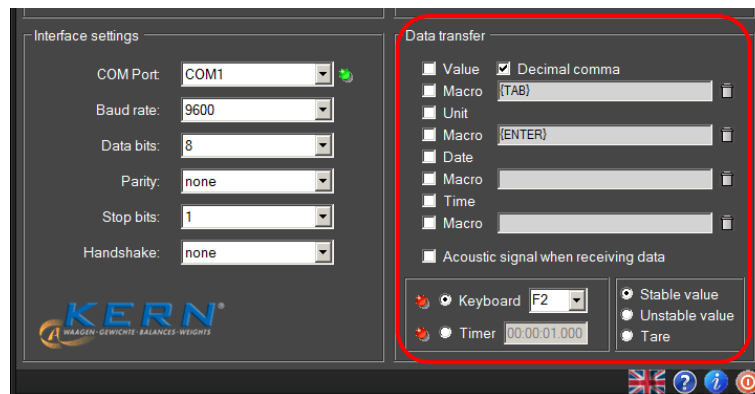 Interface settings
COM Port: COM1
Baud rate: 9600
Data bits: 8
Parity: none
Stop bits: 1
Handshake: none
KERN
WAAGEN·GEWICHTE·BALANCES·WEIGHTS
Data transfer
Value Decimal comma
Macro {TAB}
Unit
Macro {ENTER}
Date
Macro
Time
Macro
Acoustic signal when receiving data
Keyboard F2
Timer 00:00:01.000
Stable value
Unstable value
Tare